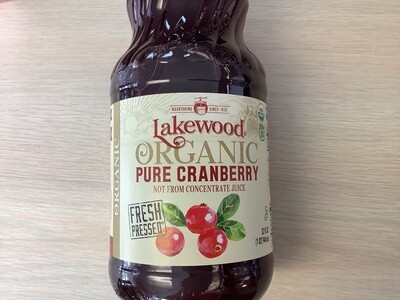 NOURISHING SINCE 1935
Lakewood
ORGANIC
PURE CRANBERRY
NOT FROM CONCENTRATE JUICE
FRESH
PRESSED
ORGANIC